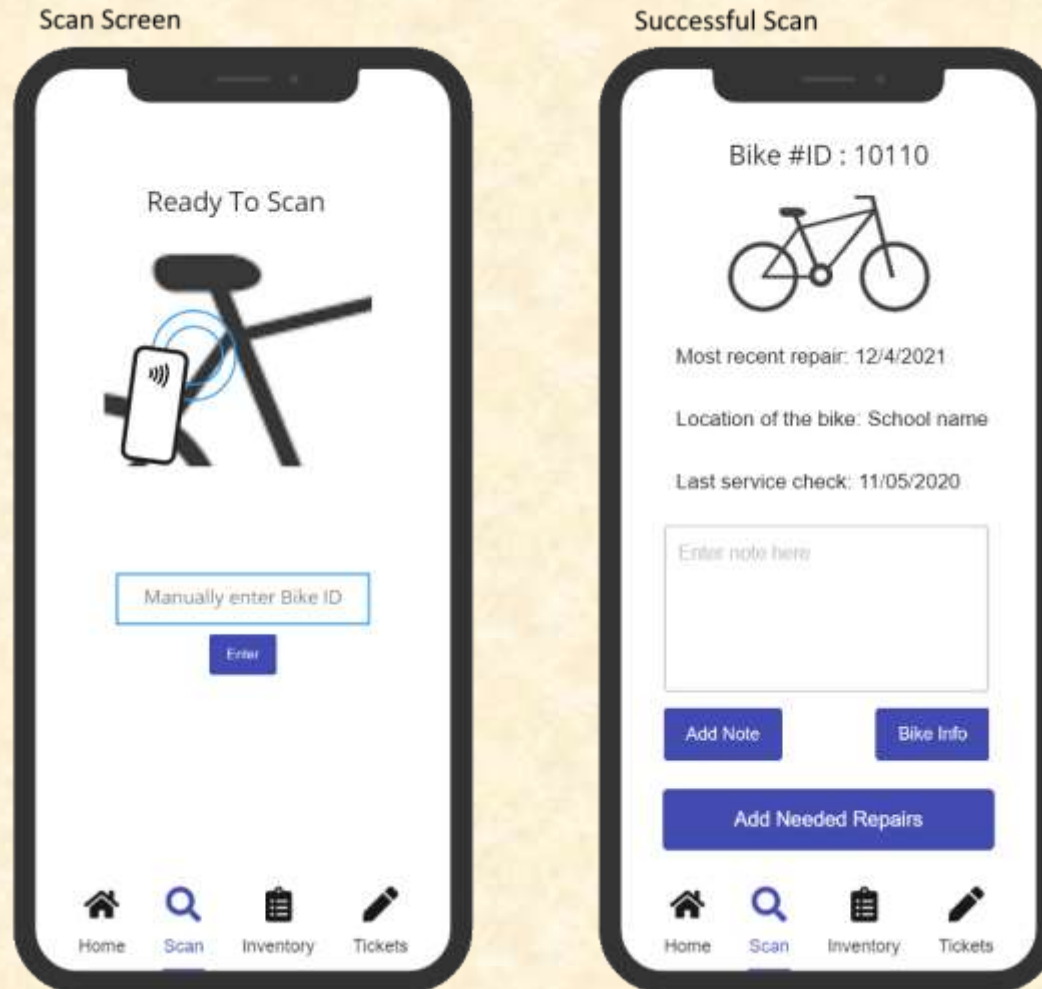 Scan Screen
Ready To Scan
Manually enter Bike ID
Enter
Home Scan Inventory Tickets
Successful Scan
Bike #ID : 10110
Most recent repair: 12/4/2021
Location of the bike: School name
Last service check: 11/05/2020
Enter note here
Add Note Bike Info
Add Needed Repairs
Home Scan Inventory Tickets